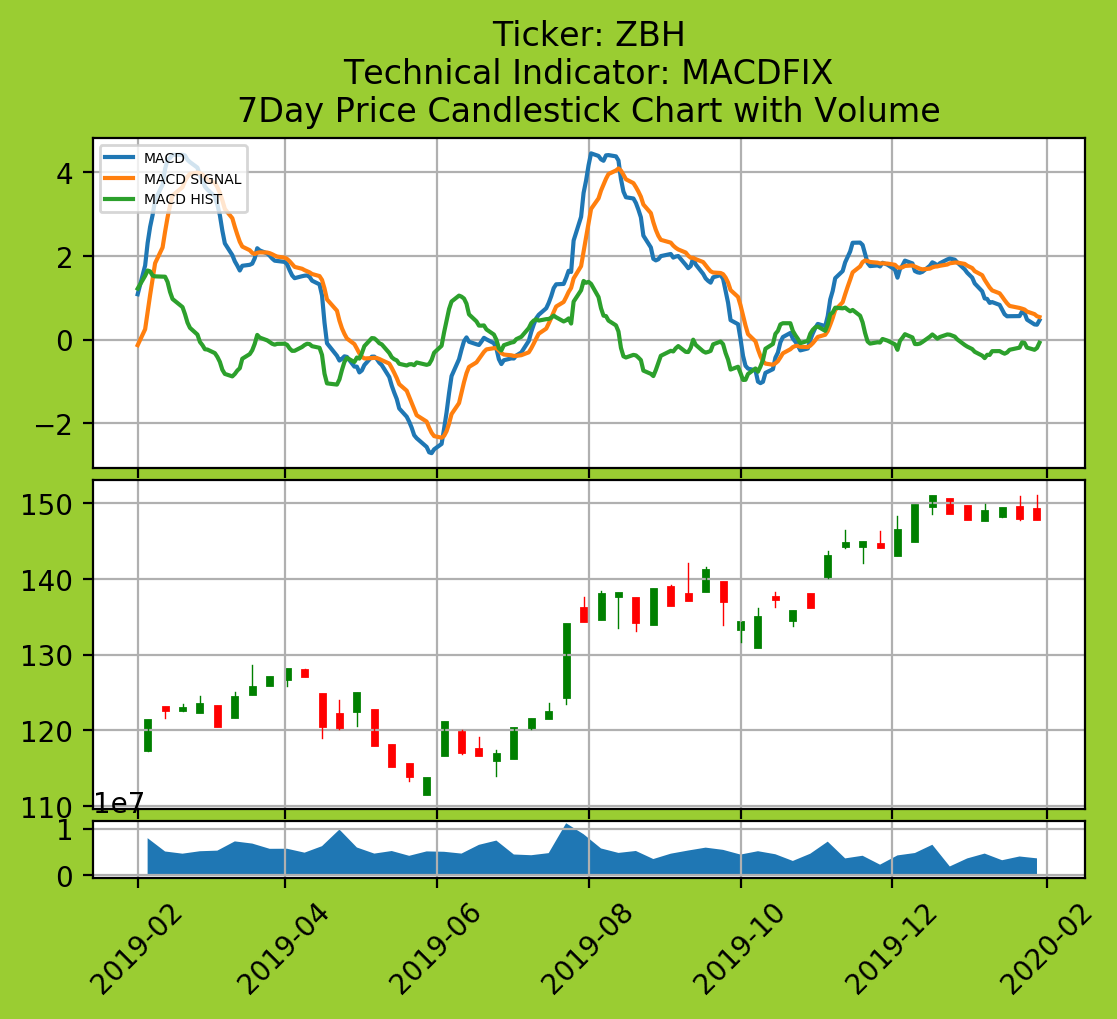 Ticker: ZBH
Technical Indicator: MACDFIX
7Day Price Candlestick Chart with Volume
MACD
MACD SIGNAL
MACD HIST
4
2
0
−2
150
140
130
120
110
1e7
1
0
2019-02
2019-04
2019-06
2019-08
2019-10
2019-12
2020-02